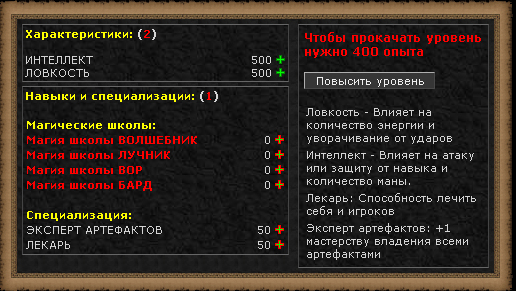 Характеристики: (2)
ИНТЕЛЛЕКТ 500 +
ЛОВКОСТЬ 500 +
Навыки и специализации: (1)
Магические школы:
Магия школы ВОЛШЕБНИК 0 +
Магия школы ЛУЧНИК 0 +
Магия школы ВОР 0 +
Магия школы БАРД 0 +
Специализация:
ЭКСПЕРТ АРТЕФАКТОВ 50 +
ЛЕКАРЬ 50 +
Чтобы прокачать уровень
нужно 400 опыта
Повысить уровень
Ловкость - Влияет на
количество энергии и
уворачивание от ударов
Интеллект - Влияет на атаку
или защиту от навыка и
количество маны.
Лекарь: Способность лечить
себя и игроков
Эксперт артефактов: +1
мастерству владения всеми
артефактами